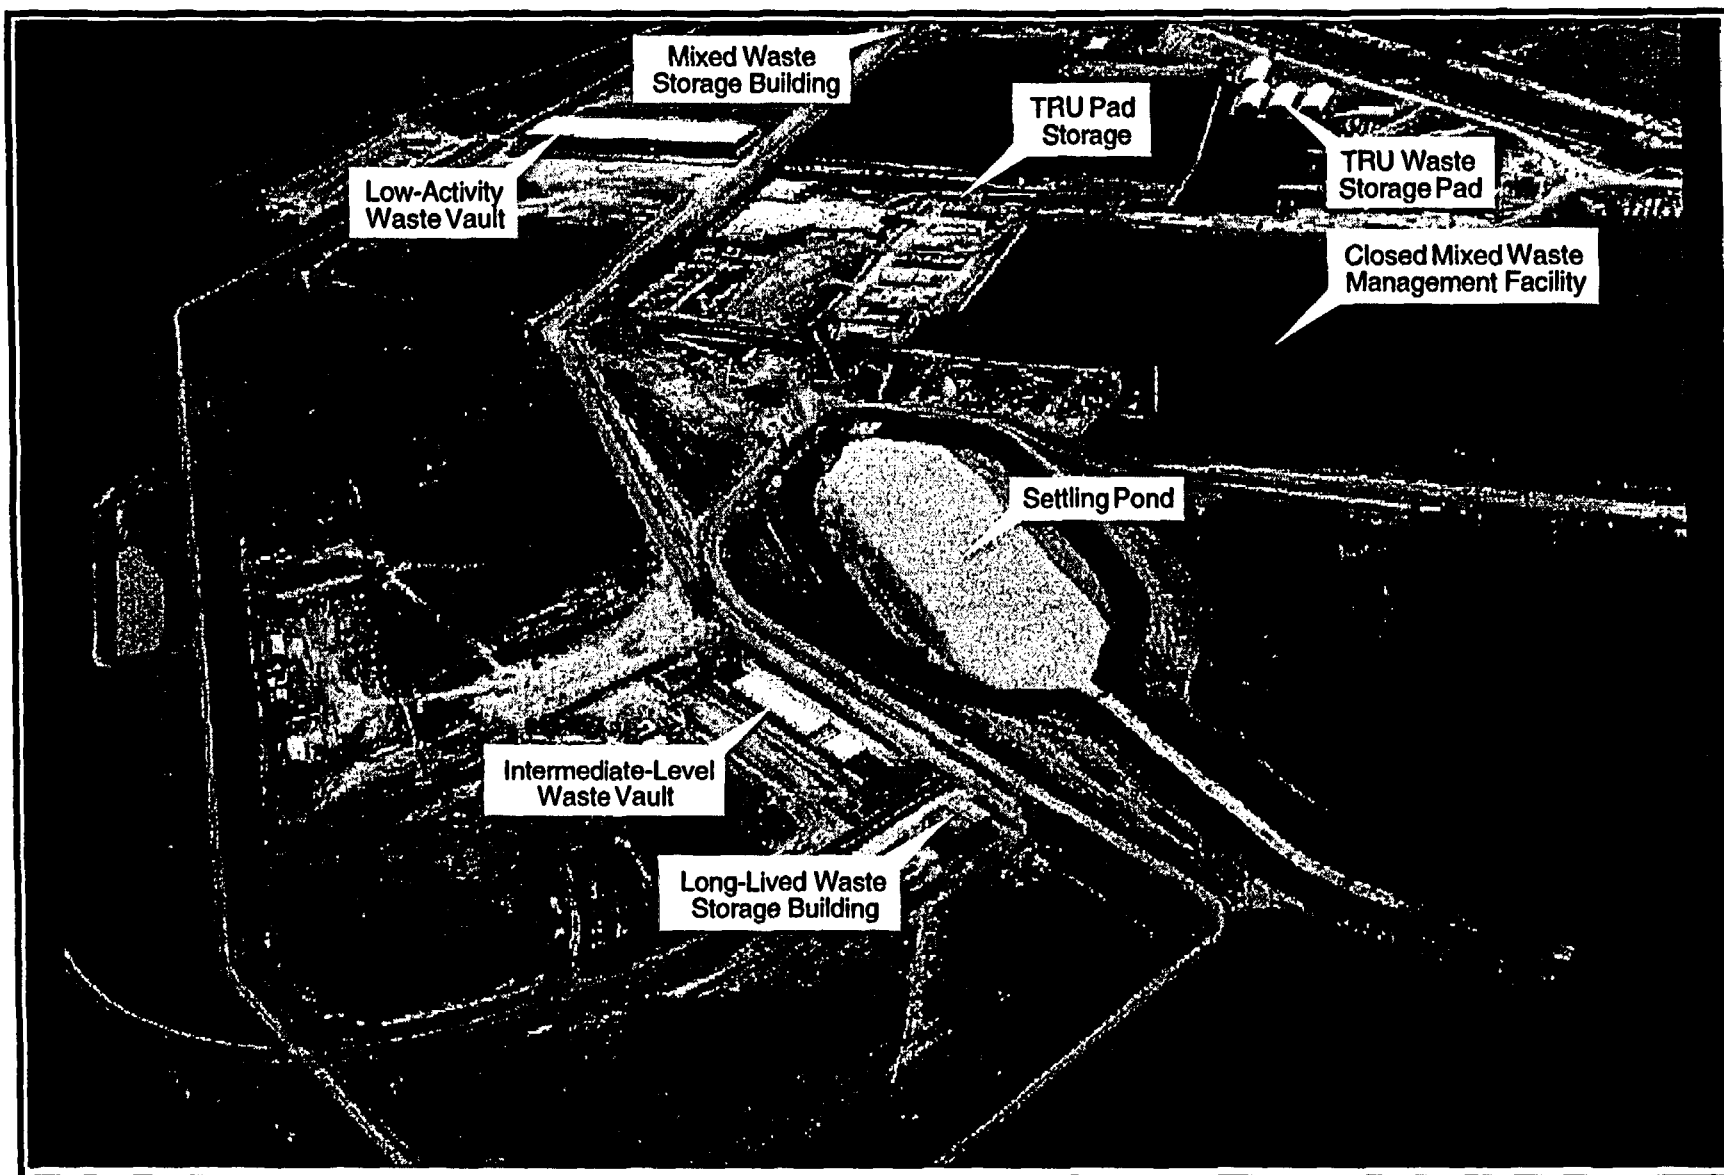 Mixed Waste
Storage Building
TRU Pad
Storage
TRU Waste
Storage Pad
Low-Activity
Waste Vault
Closed Mixed Waste
Management Facility
Settling Pond
Intermediate-Level
Waste Vault
Long-Lived Waste
Storage Building